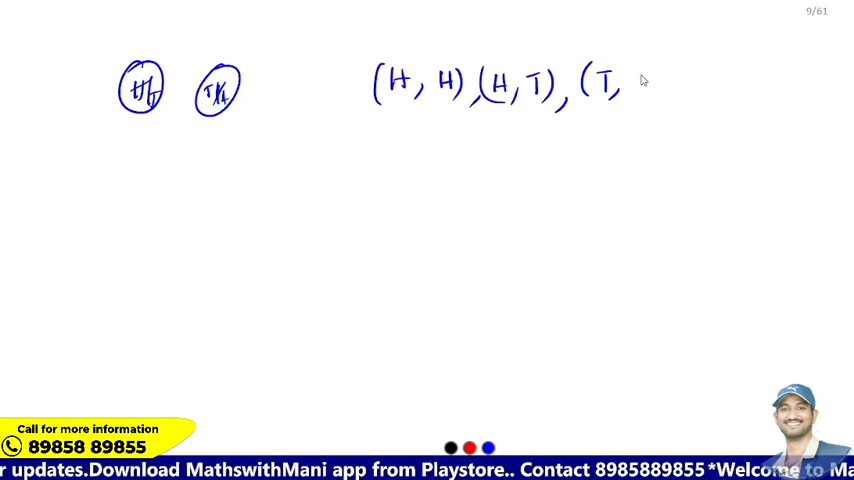 9/61
H/T T/H (H, H), (H, T), (T,
Call for more information
89858 89855
r updates.Download MathswithMani app from Playstore.. Contact 8985889855*Welcome to Ma